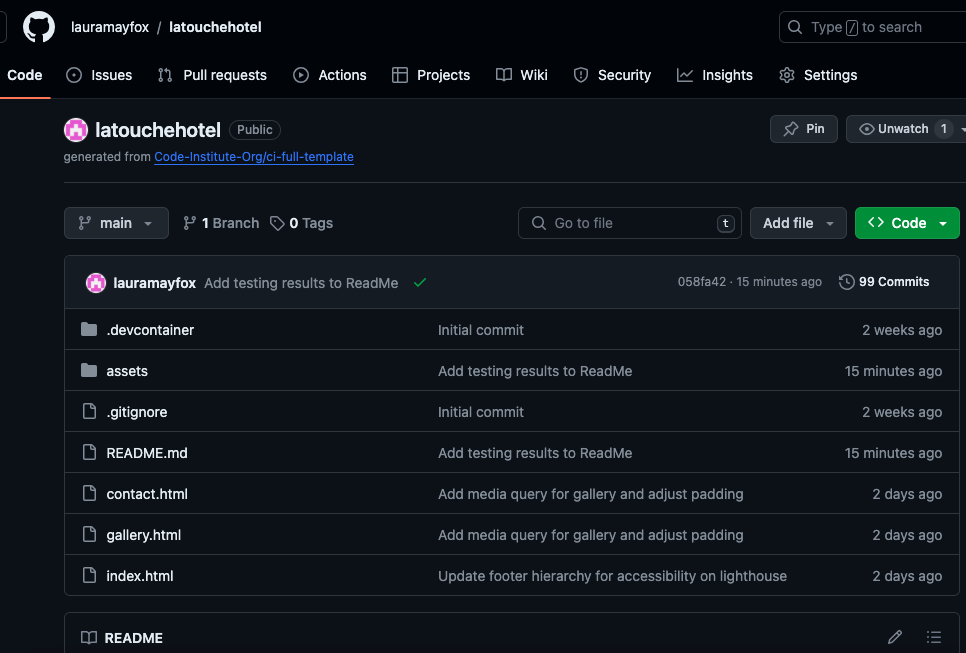 lauramayfox / latouchehotel
Type / to search
Code Issues Pull requests Actions Projects Wiki Security Insights Settings
latouchehotel Public
Pin Unwatch 1
generated from Code-Institute-Org/ci-full-template
main 1 Branch 0 Tags Go to file t Add file <> Code
lauramayfox Add testing results to ReadMe 058fa42 · 15 minutes ago 99 Commits
.devcontainer Initial commit 2 weeks ago
assets Add testing results to ReadMe 15 minutes ago
.gitignore Initial commit 2 weeks ago
README.md Add testing results to ReadMe 15 minutes ago
contact.html Add media query for gallery and adjust padding 2 days ago
gallery.html Add media query for gallery and adjust padding 2 days ago
index.html Update footer hierarchy for accessibility on lighthouse 2 days ago
README